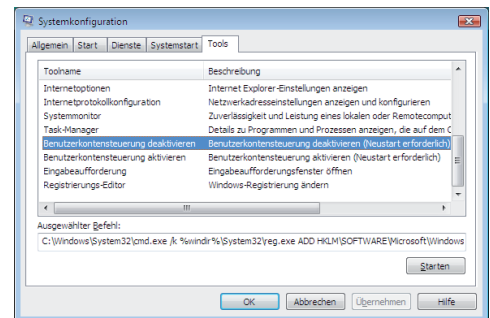 Systemkonfiguration
Allgemein Start Dienste Systemstart Tools
Toolname Beschreibung
Internetoptionen Internet Explorer-Einstellungen anzeigen
Internetprotokollkonfiguration Netzwerkadresseinstellungen anzeigen und konfigurieren
Systemmonitor Zuverlässigkeit und Leistung eines lokalen oder Remotecomput
Task-Manager Details zu Programmen und Prozessen anzeigen, die auf dem C
Benutzerkontensteuerung deaktivieren Benutzerkontensteuerung deaktivieren (Neustart erforderlich)
Benutzerkontensteuerung aktivieren Benutzerkontensteuerung aktivieren (Neustart erforderlich)
Eingabeaufforderung Eingabeaufforderungsfenster öffnen
Registrierungs-Editor Windows-Registrierung ändern
Ausgewählter Befehl:
C:\Windows\System32\cmd.exe /k %windir%\System32\reg.exe ADD HKLM\SOFTWARE\Microsoft\Windows
Starten
OK Abbrechen Übernehmen Hilfe